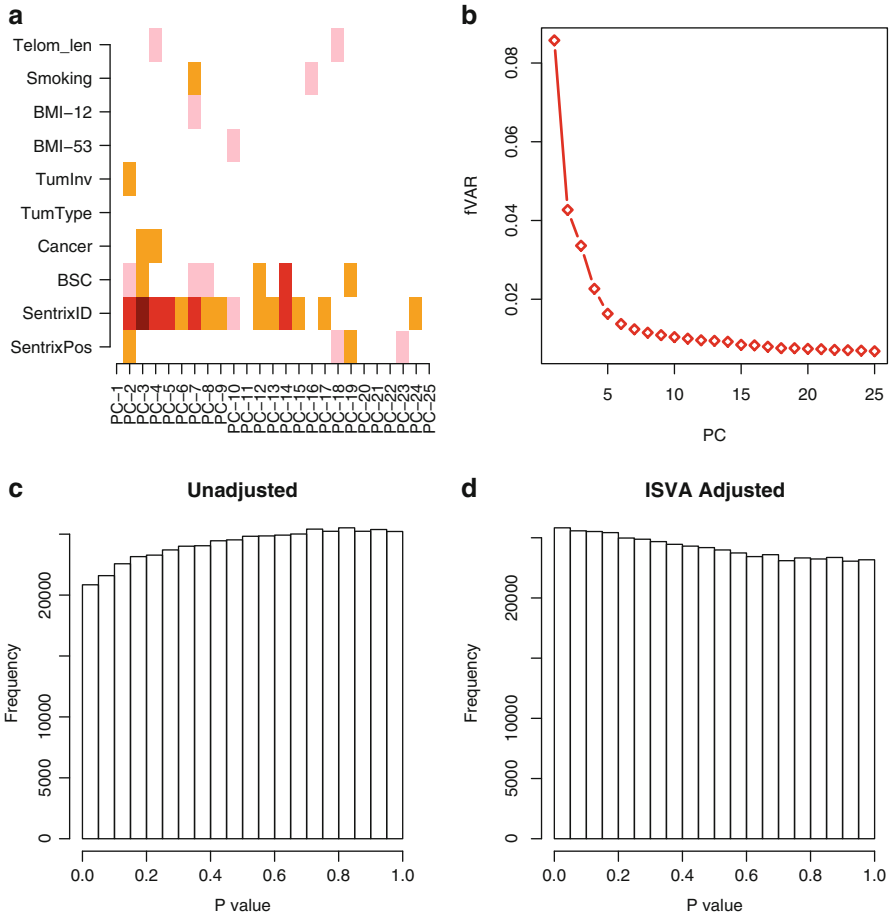 a
Telom_len
Smoking
BMI−12
BMI−53
TumInv
TumType
Cancer
BSC
SentrixID
SentrixPos
PC−1
PC−2
PC−3
PC−4
PC−5
PC−6
PC−7
PC−8
PC−9
PC−10
PC−11
PC−12
PC−13
PC−14
PC−15
PC−16
PC−17
PC−18
PC−19
PC−20
PC−21
PC−22
PC−23
PC−24
PC−25
b
fVAR
0.08
0.06
0.04
0.02
5 10 15 20 25
PC
c
Unadjusted
Frequency
20000
10000
5000
0
0.0 0.2 0.4 0.6 0.8 1.0
P value
d
ISVA Adjusted
Frequency
20000
10000
5000
0
0.0 0.2 0.4 0.6 0.8 1.0
P value